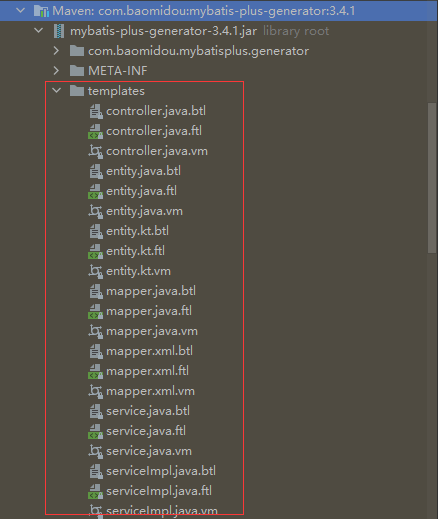 Maven: com.baomidou:mybatis-plus-generator:3.4.1
mybatis-plus-generator-3.4.1.jar library root
com.baomidou.mybatisplus.generator
META-INF
templates
controller.java.btl
controller.java.ftl
controller.java.vm
entity.java.btl
entity.java.ftl
entity.java.vm
entity.kt.btl
entity.kt.ftl
entity.kt.vm
mapper.java.btl
mapper.java.ftl
mapper.java.vm
mapper.xml.btl
mapper.xml.ftl
mapper.xml.vm
service.java.btl
service.java.ftl
service.java.vm
serviceImpl.java.btl
serviceImpl.java.ftl
serviceImpl.java.vm